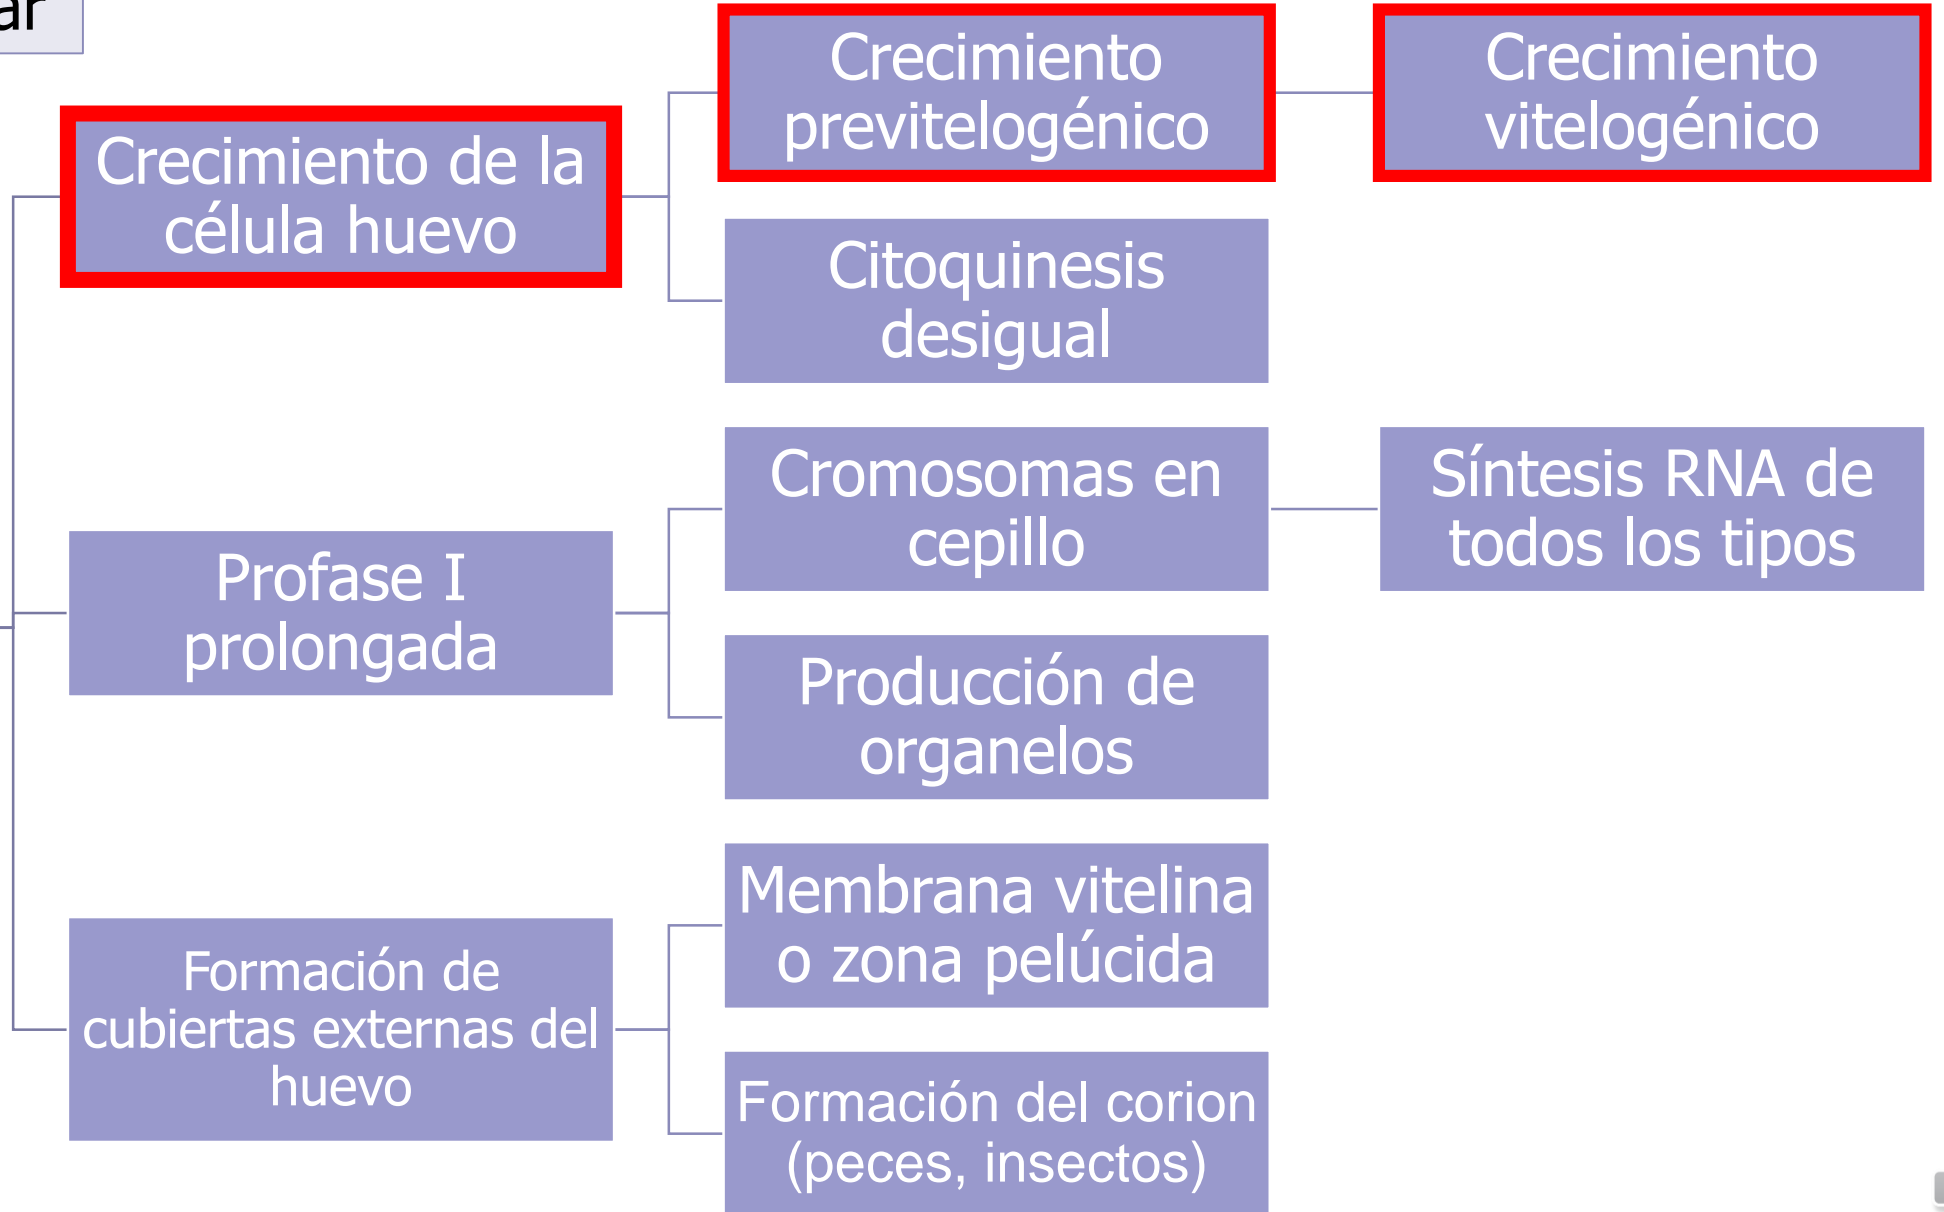 Crecimiento de la
célula huevo
Crecimiento
previtelogénico
Crecimiento
vitelogénico
Citoquinesis
desigual
Profase I
prolongada
Cromosomas en
cepillo
Síntesis RNA de
todos los tipos
Producción de
organelos
Formación de
cubiertas externas del
huevo
Membrana vitelina
o zona pelúcida
Formación del corion
(peces, insectos)